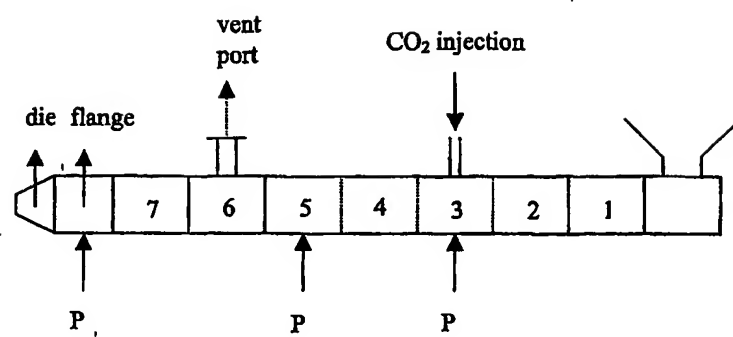 vent
port
CO₂ injection
die flange
7 6 5 4 3 2 1
P P P